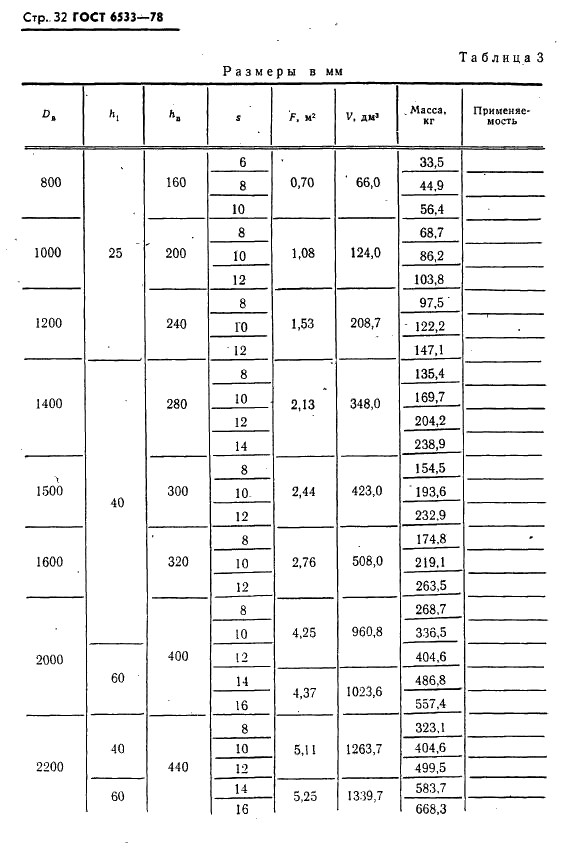 Стр. 32 ГОСТ 6533—78
Таблица 3
Размеры в мм
Dв h1 hв s F, м² V, дм³ Масса, кг Применяемость
800 25 160 6 0,70 66,0 33,5
8 44,9
10 56,4
1000 200 8 1,08 124,0 68,7
10 86,2
12 103,8
1200 240 8 1,53 208,7 97,5
10 122,2
12 147,1
1400 40 280 8 2,13 348,0 135,4
10 169,7
12 204,2
14 238,9
1500 300 8 2,44 423,0 154,5
10 193,6
12 232,9
1600 320 8 2,76 508,0 174,8
10 219,1
12 263,5
2000 400 8 4,25 960,8 268,7
10 336,5
12 404,6
60 14 4,37 1023,6 486,8
16 557,4
2200 40 440 8 5,11 1263,7 323,1
10 404,6
12 499,5
60 14 5,25 1339,7 583,7
16 668,3